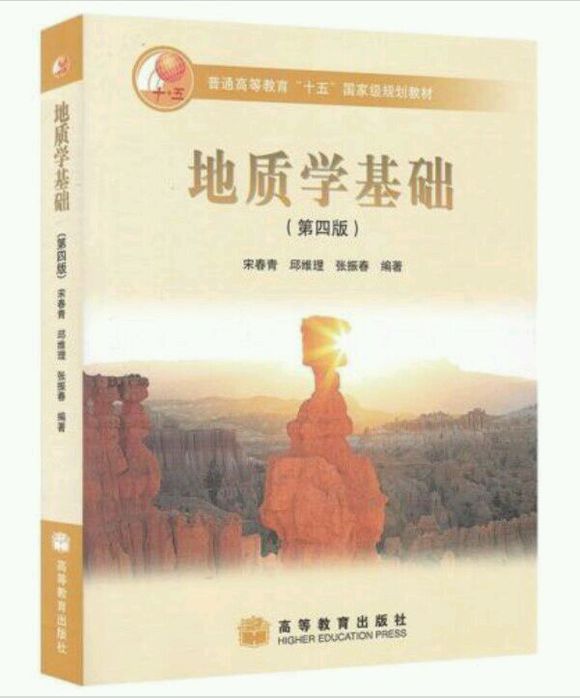 十·五
普通高等教育“十五”国家级规划教材
地质学基础
(第四版)
宋春青 邱维理 张振春 编著
高等教育出版社
HIGHER EDUCATION PRESS
地质学基础
(第四版)
宋春青 邱维理 张振春 编著
高等教育出版社